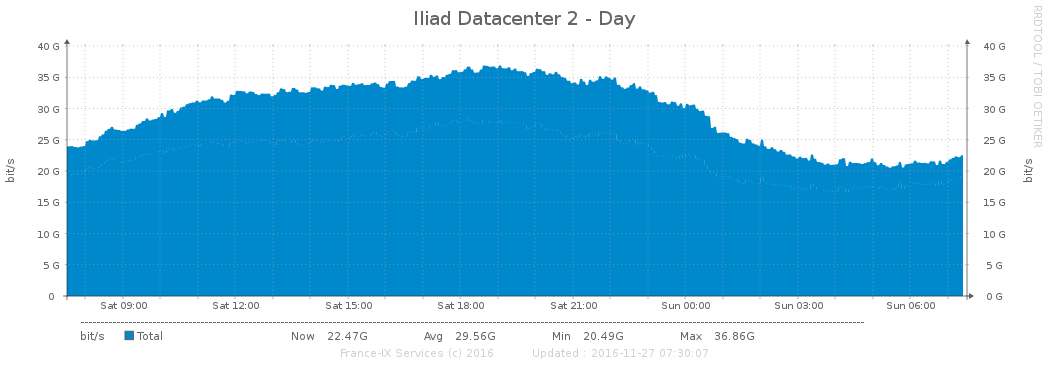 Iliad Datacenter 2 - Day
RRDTOOL / TOBI OETIKER
bit/s
40 G
35 G
30 G
25 G
20 G
15 G
10 G
5 G
0
40 G
35 G
30 G
25 G
20 G
15 G
10 G
5 G
0 G
bit/s
Sat 09:00 Sat 12:00 Sat 15:00 Sat 18:00 Sat 21:00 Sun 00:00 Sun 03:00 Sun 06:00
bit/s Total Now 22.47G Avg 29.56G Min 20.49G Max 36.86G
France-IX Services (c) 2016 Updated : 2016-11-27 07:30:07